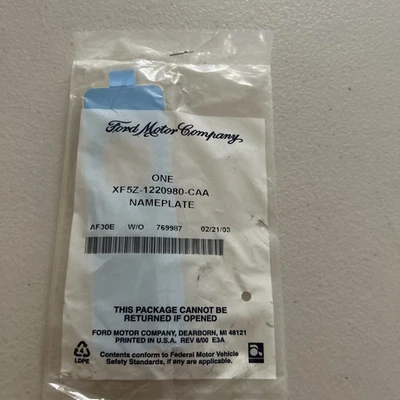 Ford Motor Company,
ONE
XF5Z-1220980-CAA
NAMEPLATE
AF30E W/O 769987 02/21/03
THIS PACKAGE CANNOT BE
RETURNED IF OPENED
FORD MOTOR COMPANY, DEARBORN, MI 48121
PRINTED IN U.S.A. REV 8/00 E3A
Contents conform to Federal Motor Vehicle
Safety Standards, if any are applicable.
4
LDPE